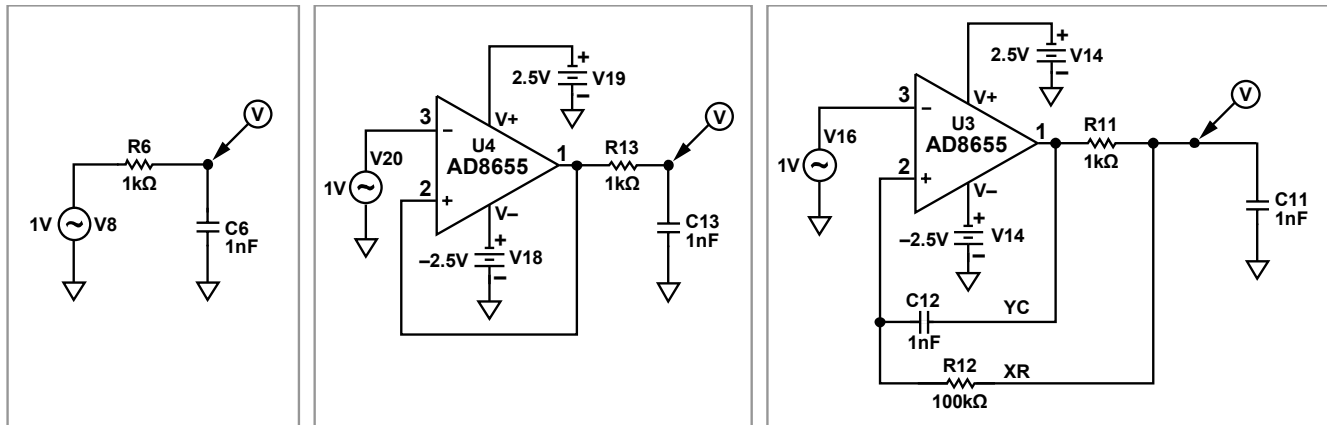 V
R6
1kΩ
1V
V8
C6
1nF
2.5V
+
V19
−
3
−
V+
U4
AD8655
V20
1V
2
+
V−
1
R13
1kΩ
V
C13
1nF
+
−2.5V
V18
−
+
2.5V
V14
−
3
−
V+
V16
U3
AD8655
1V
2
+
V−
1
R11
1kΩ
V
C11
1nF
+
−2.5V
V14
−
C12
YC
1nF
R12
XR
100kΩ